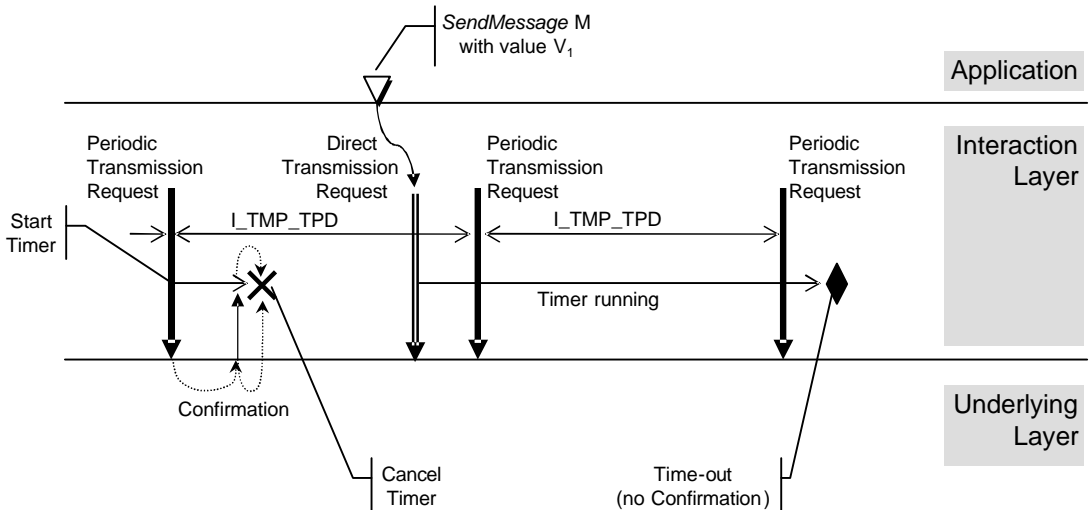 SendMessage M
with value V1
Application
Periodic
Transmission
Request
Direct
Transmission
Request
Periodic
Transmission
Request
Periodic
Transmission
Request
Interaction
Layer
Start
Timer
I_TMP_TPD
I_TMP_TPD
Timer running
Confirmation
Underlying
Layer
Cancel
Timer
Time-out
(no Confirmation)